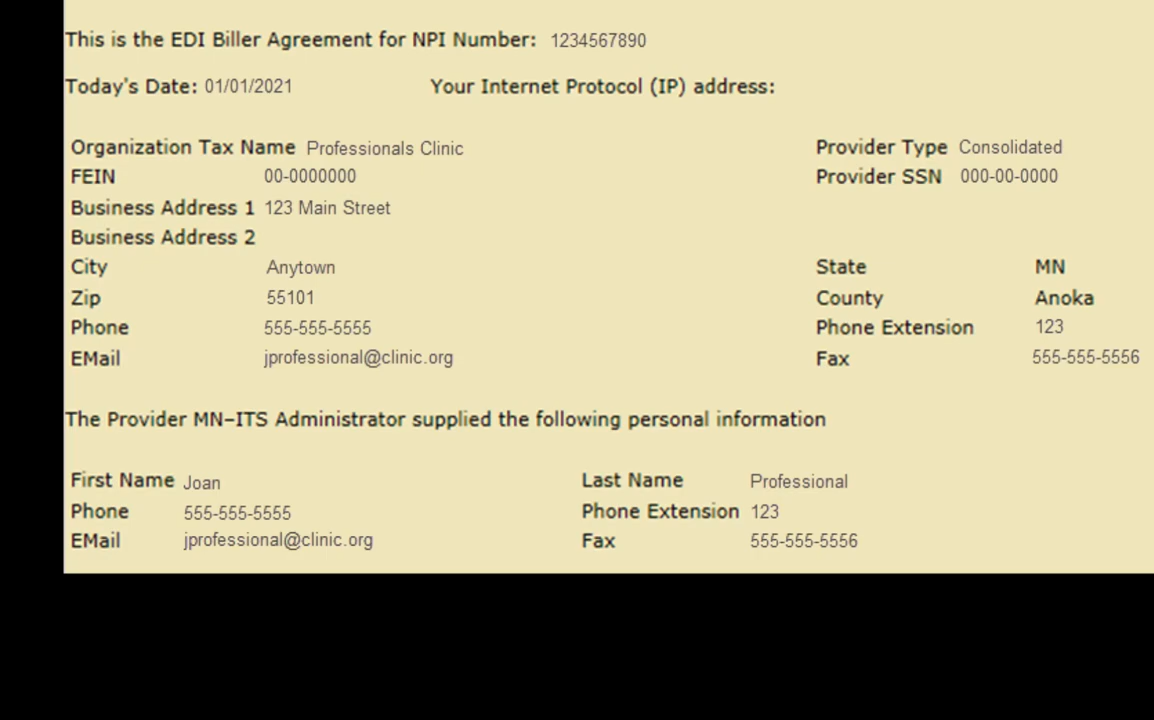 This is the EDI Biller Agreement for NPI Number: 1234567890
Today's Date: 01/01/2021 Your Internet Protocol (IP) address:
Organization Tax Name Professionals Clinic Provider Type Consolidated
FEIN 00-0000000 Provider SSN 000-00-0000
Business Address 1 123 Main Street
Business Address 2
City Anytown State MN
Zip 55101 County Anoka
Phone 555-555-5555 Phone Extension 123
EMail jprofessional@clinic.org Fax 555-555-5556
The Provider MN–ITS Administrator supplied the following personal information
First Name Joan Last Name Professional
Phone 555-555-5555 Phone Extension 123
EMail jprofessional@clinic.org Fax 555-555-5556